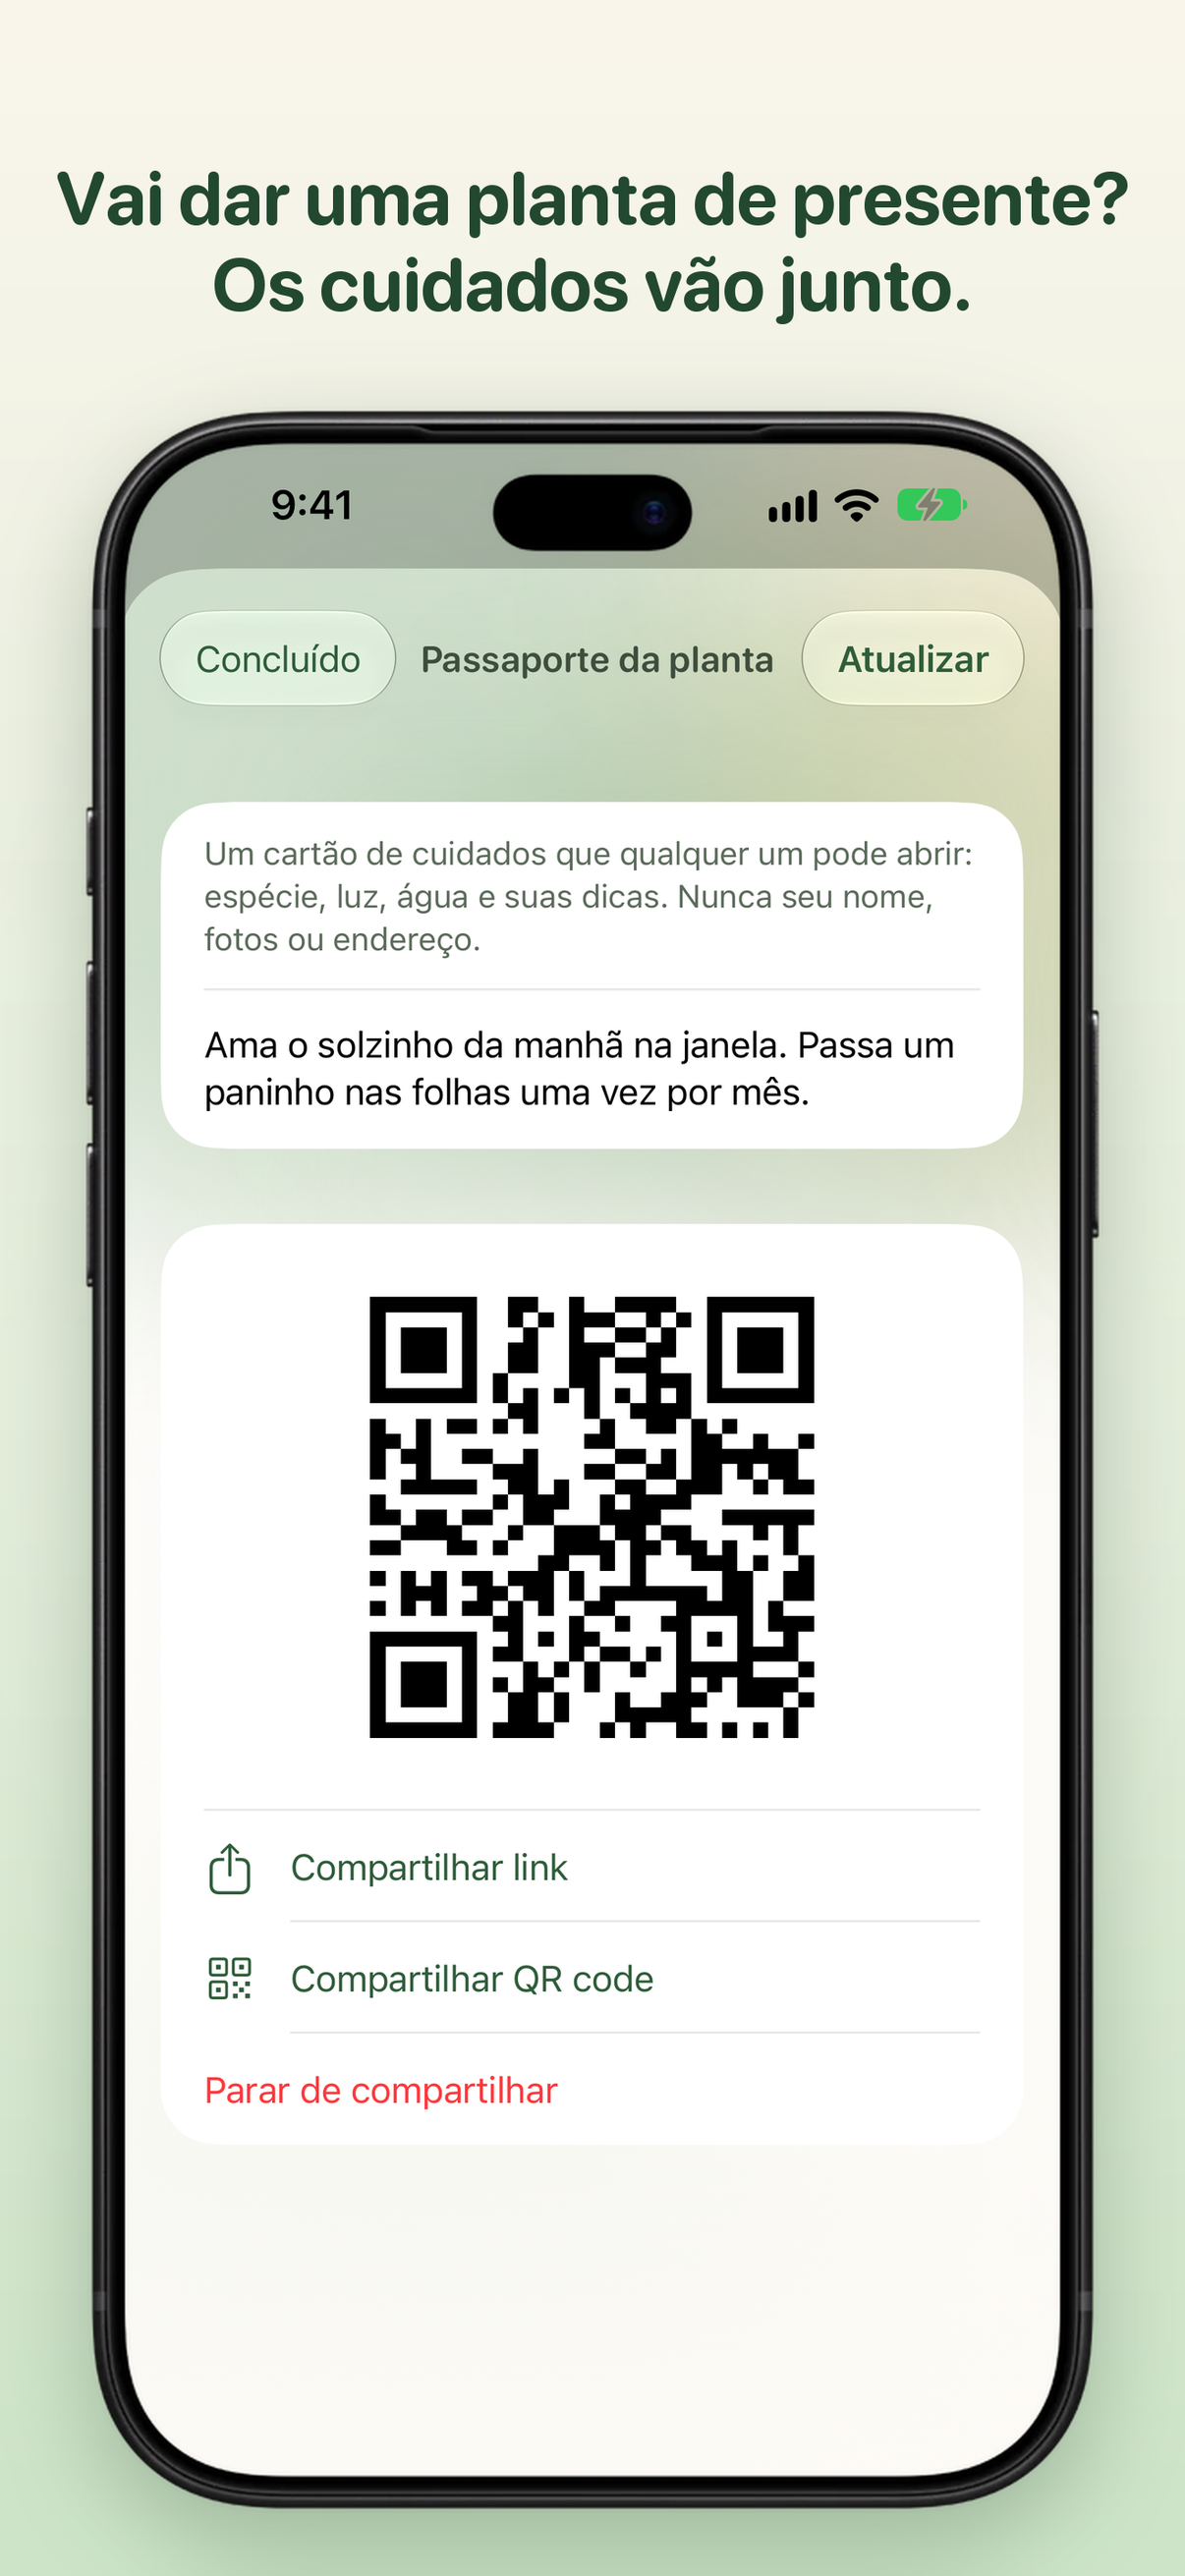 Vai dar uma planta de presente?
Os cuidados vão junto.
9:41
Concluído
Passaporte da planta
Atualizar
Um cartão de cuidados que qualquer um pode abrir:
espécie, luz, água e suas dicas. Nunca seu nome,
fotos ou endereço.
Ama o solzinho da manhã na janela. Passa um
paninho nas folhas uma vez por mês.
Compartilhar link
Compartilhar QR code
Parar de compartilhar